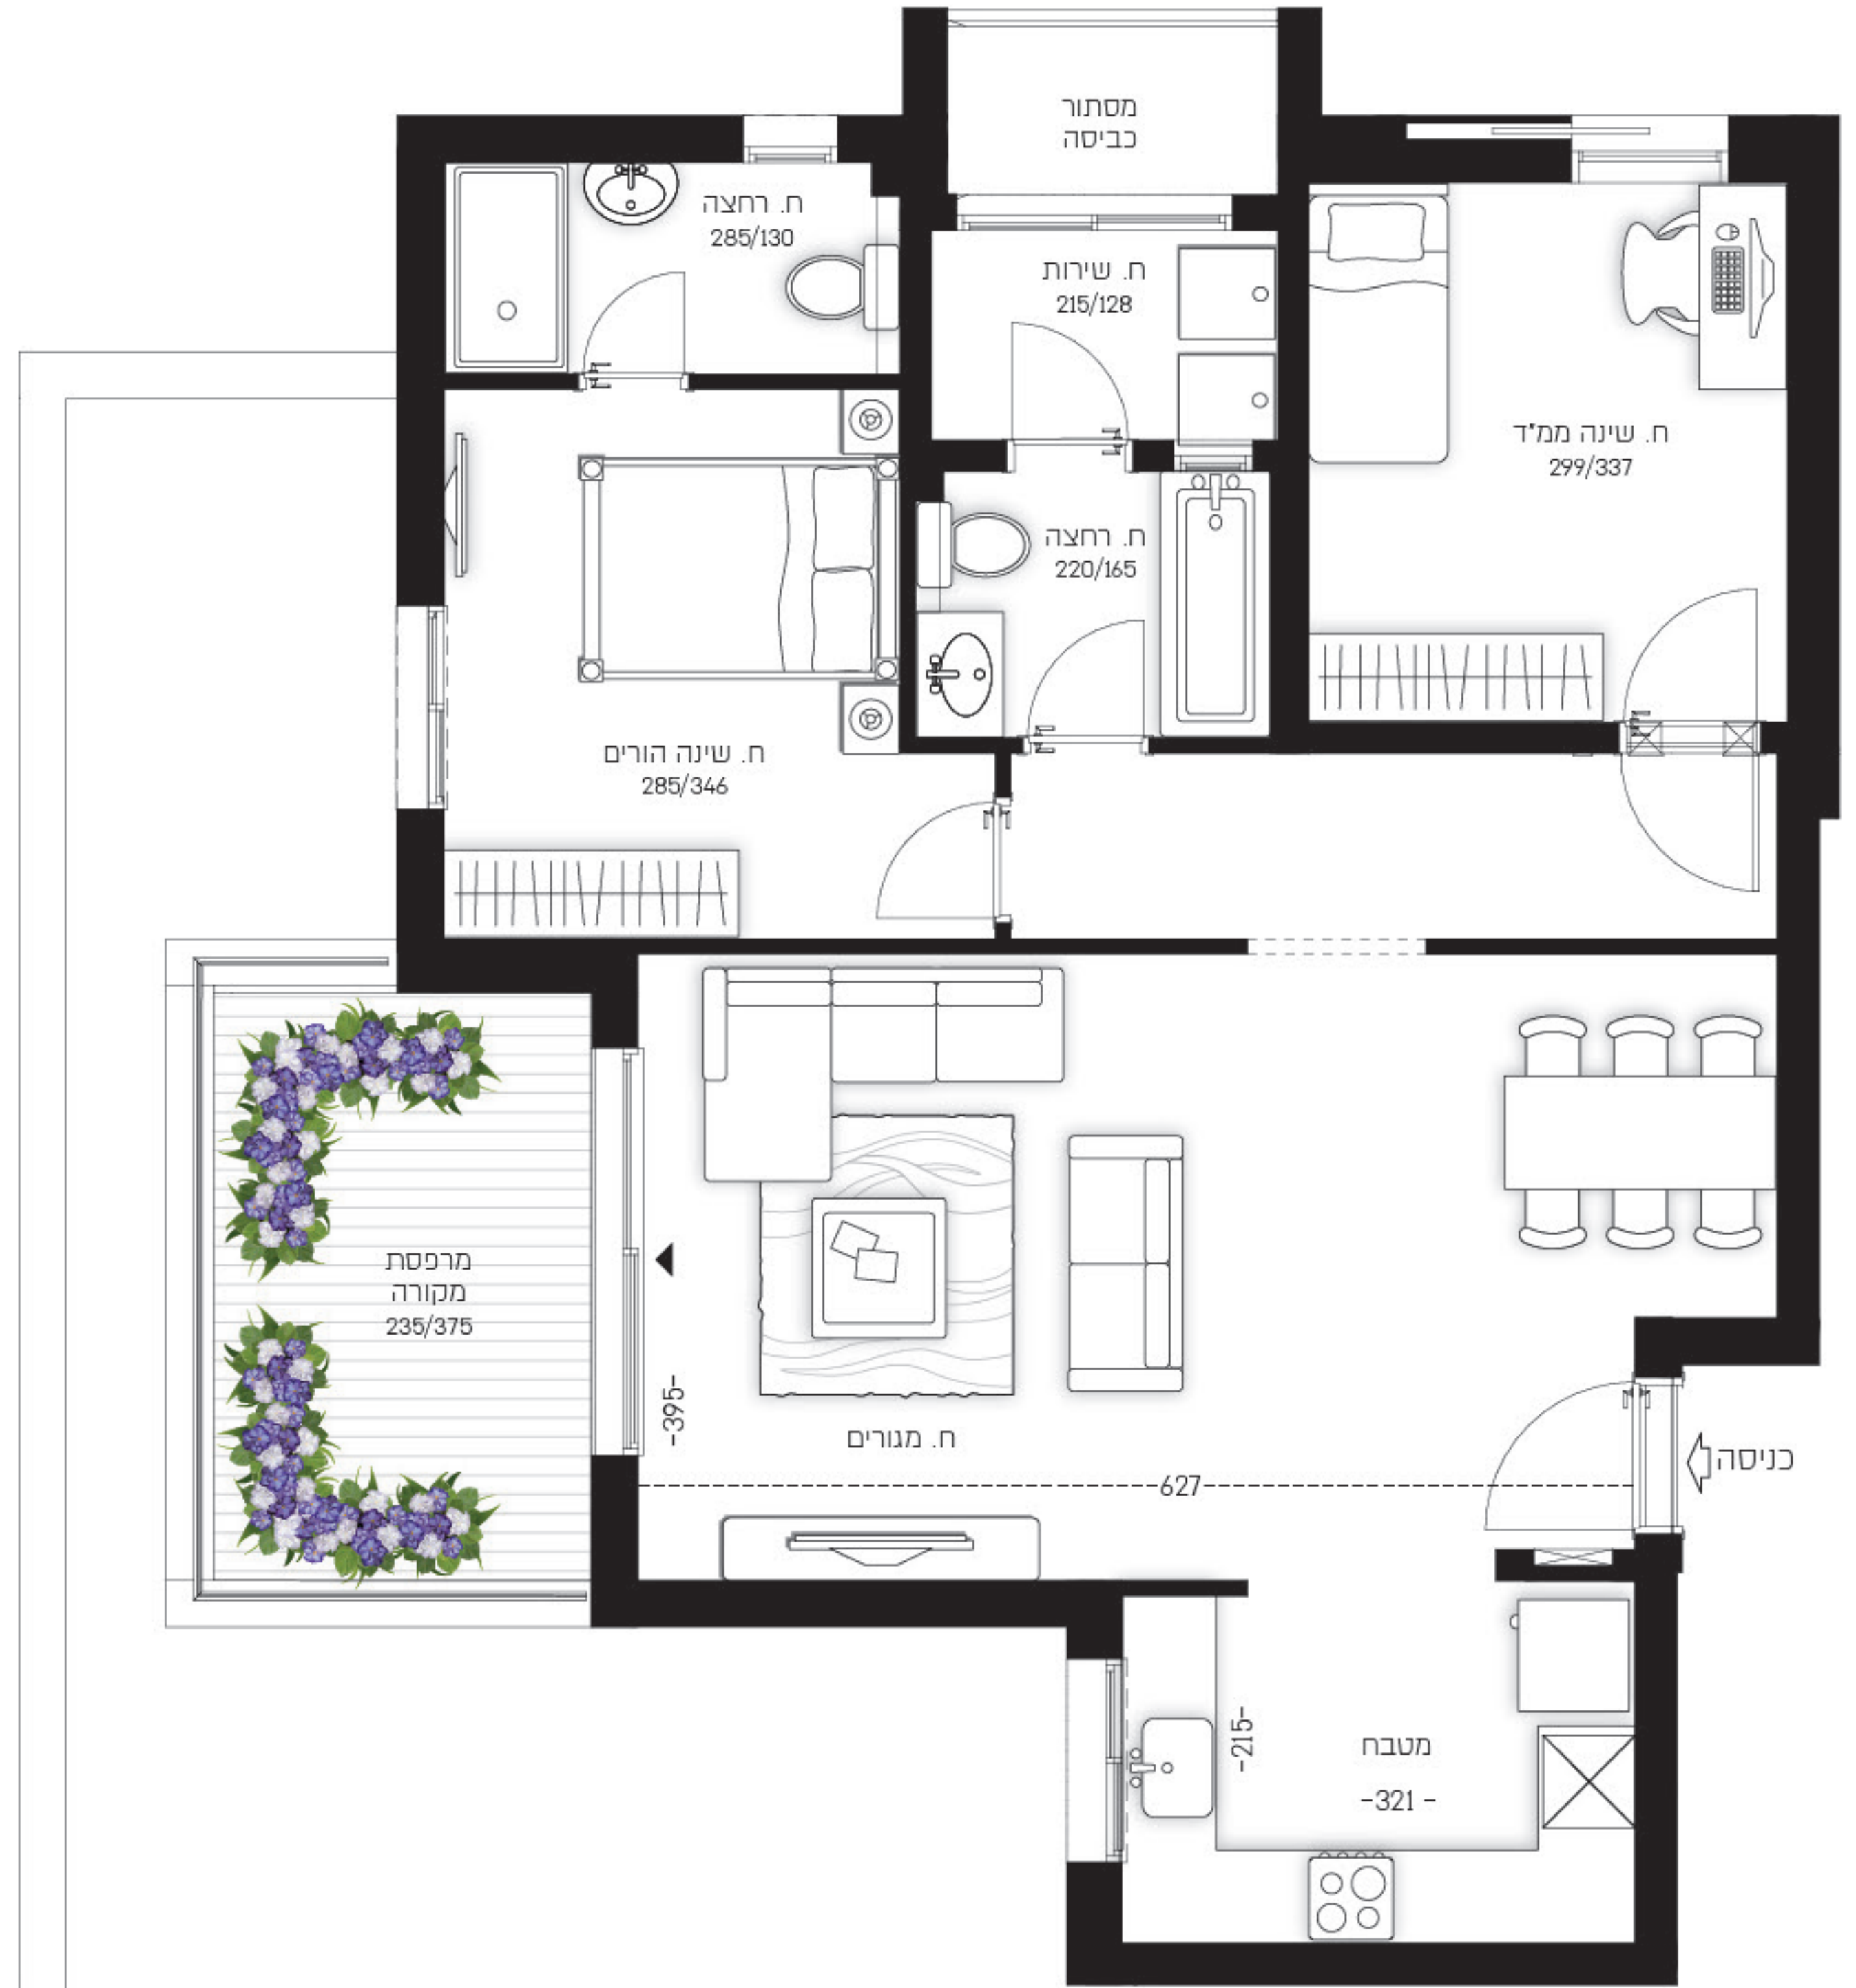 מסתור
כביסה
ח. רחצה
285/130
ח. שירות
215/128
ח. שינה ממ"ד
299/337
ח. רחצה
220/165
ח. שינה הורים
285/346
מרפסת
מקורה
235/375
-395-
ח. מגורים
627
כניסה
-215-
מטבח
-321 -